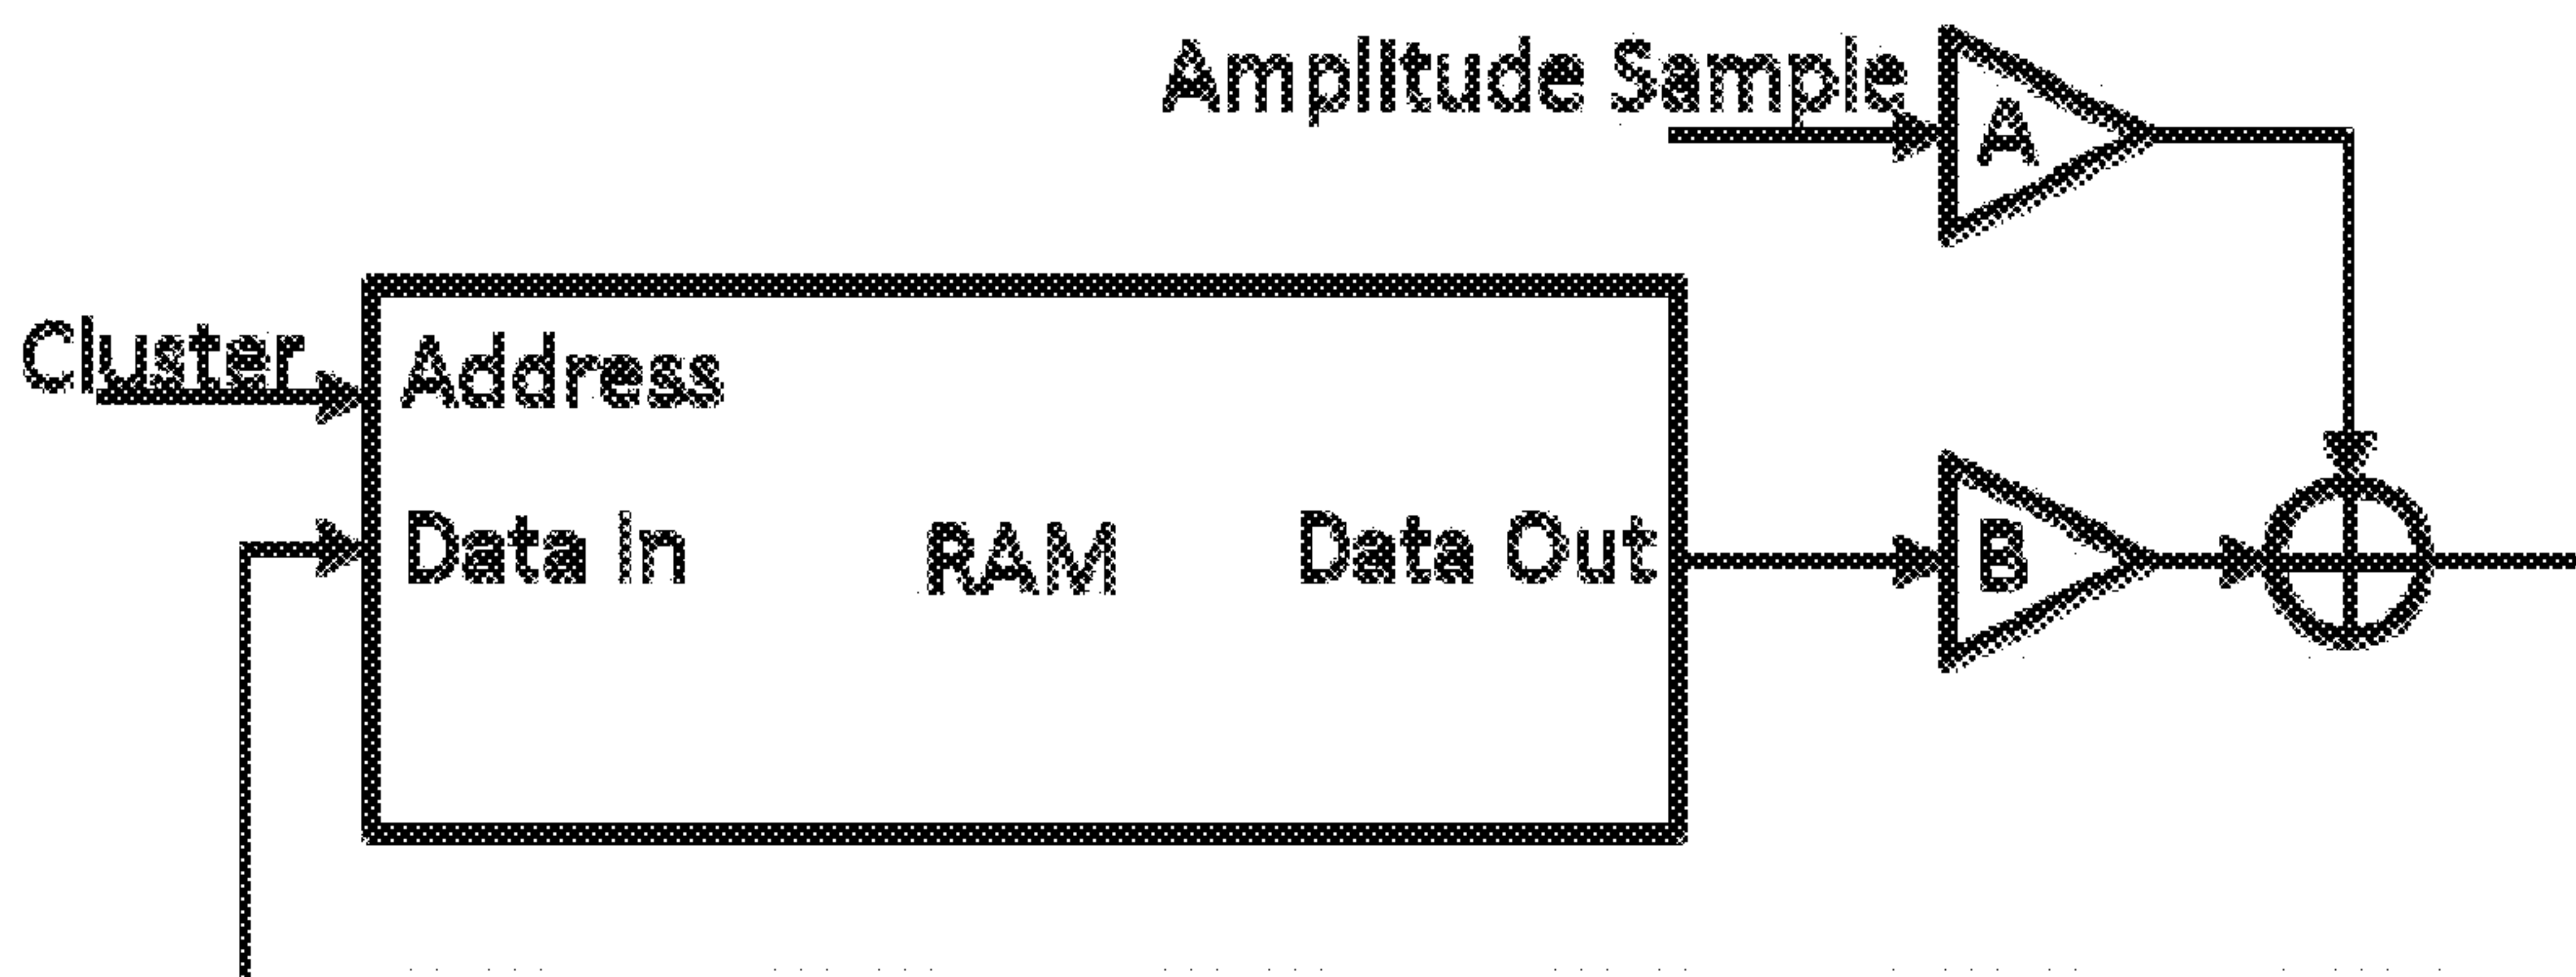 Amplitude Sample
A
Cluster
Address
Data In
RAM
Data Out
B